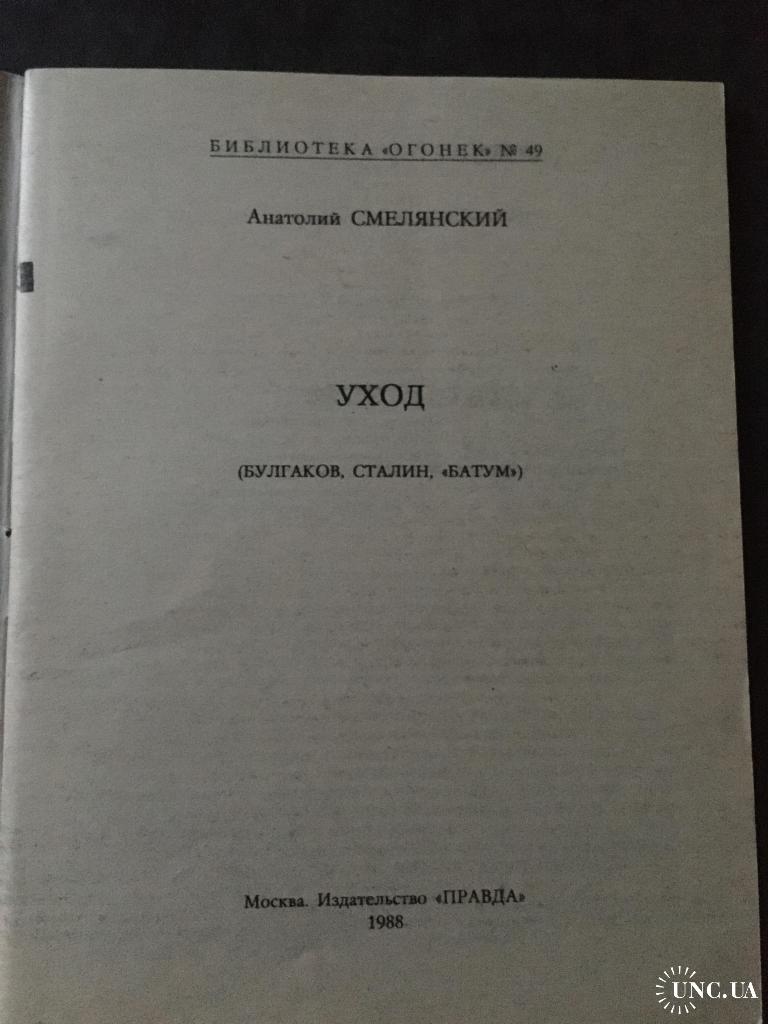 БИБЛИОТЕКА «ОГОНЕК» № 49
Анатолий СМЕЛЯНСКИЙ
УХОД
(БУЛГАКОВ, СТАЛИН, «БАТУМ»)
Москва. Издательство «ПРАВДА»
1988
UNC.UA